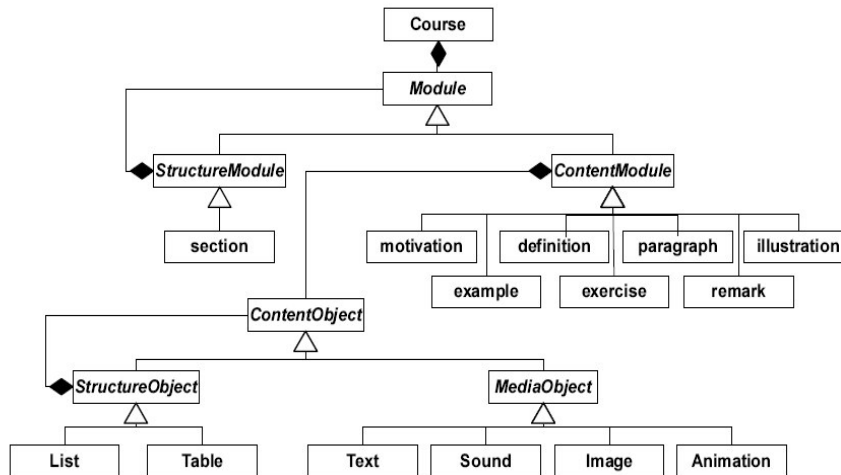 Course
Module
StructureModule
ContentModule
section
motivation
definition
paragraph
illustration
example
exercise
remark
ContentObject
StructureObject
MediaObject
List
Table
Text
Sound
Image
Animation